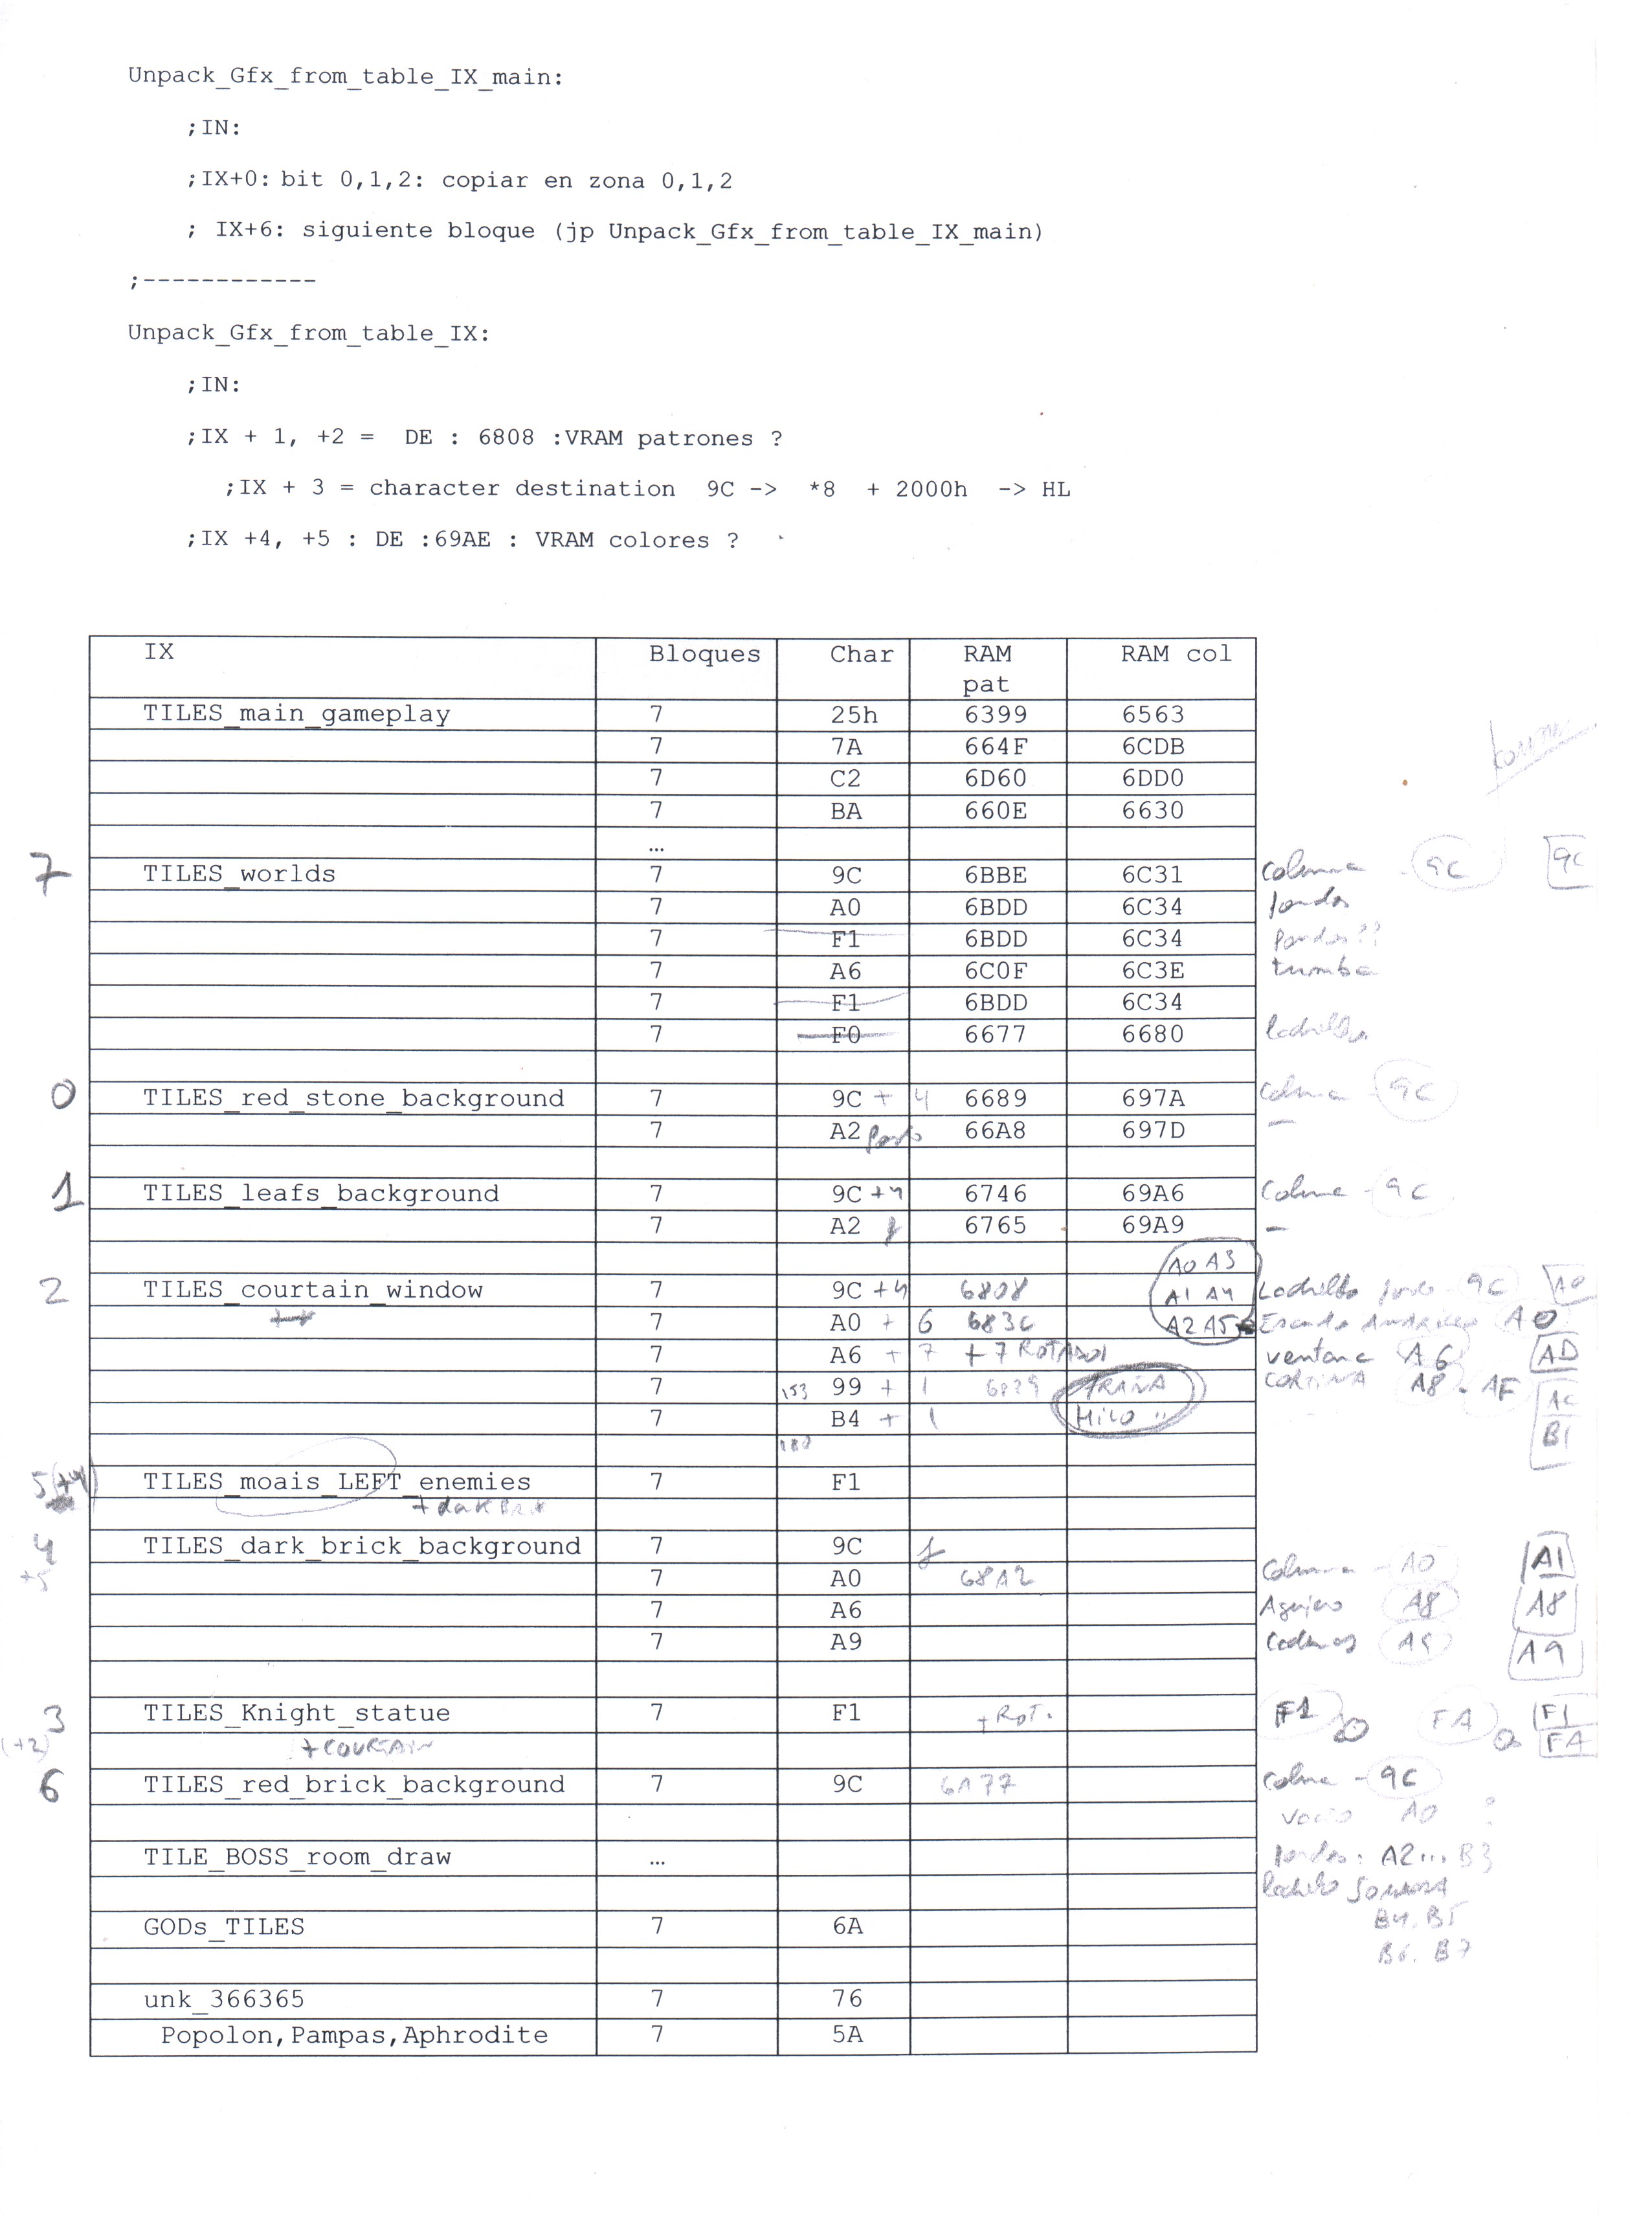 Unpack_Gfx_from_table_IX_main:
;IN:
;IX+0: bit 0,1,2: copiar en zona 0,1,2
; IX+6: siguiente bloque (jp Unpack_Gfx_from_table_IX_main)
;------------
Unpack_Gfx_from_table_IX:
;IN:
;IX + 1, +2 = DE : 6808 :VRAM patrones ?
;IX + 3 = character destination 9C -> *8 + 2000h -> HL
;IX +4, +5 : DE :69AE : VRAM colores ?
IX Bloques Char RAM pat RAM col
TILES_main_gameplay 7 25h 6399 6563
7 7A 664F 6CDB
7 C2 6D60 6DD0
7 BA 660E 6630
...
7 TILES_worlds 7 9C 6BBE 6C31 columna 9C 9C
7 A0 6BDD 6C34 fondos
7 F1 6BDD 6C34 fondos??
7 A6 6C0F 6C3E tumba
7 F1 6BDD 6C34
7 F0 6677 6680 ladrillos
0 TILES_red_stone_background 7 9C + 4 6689 697A columna - 9C
7 A2 fondo 66A8 697D -
1 TILES_leafs_background 7 9C +4 6746 69A6 columna - 9C
7 A2 f 6765 69A9 -
A0 A3
2 TILES_courtain_window 7 9C +4 6808 A1 A4 Ladrillo fondo - 9C A0
7 A0 + 6 683C A2 A5 Escudo A0
7 A6 + 7 + 7 ROTADOS ventana A6 AD
7 153 99 + 1 6829 ARAÑA CORTINA A8 - AF AC
7 B4 + 1 HILO B1
180
5(+4) TILES_moais_LEFT_enemies 7 F1
+ dark Brick
4 TILES_dark_brick_background 7 9C f
+5 7 A0 68A2 Columna - A0 A1
7 A6 Agujero A8 A8
7 A9 Cadenas A9 A9
3 TILES_Knight_statue 7 F1 + ROT. F1 FA F1
(+2) + COURTAIN FA
6 TILES_red_brick_background 7 9C 6A77 columna - 9C
vacio A0 ?
TILE_BOSS_room_draw ... fondos: A2... B3
ladrillo SOMBRA
GODs_TILES 7 6A B4. B5
B6. B7
unk_366365 7 76
Popolon,Pampas,Aphrodite 7 5A